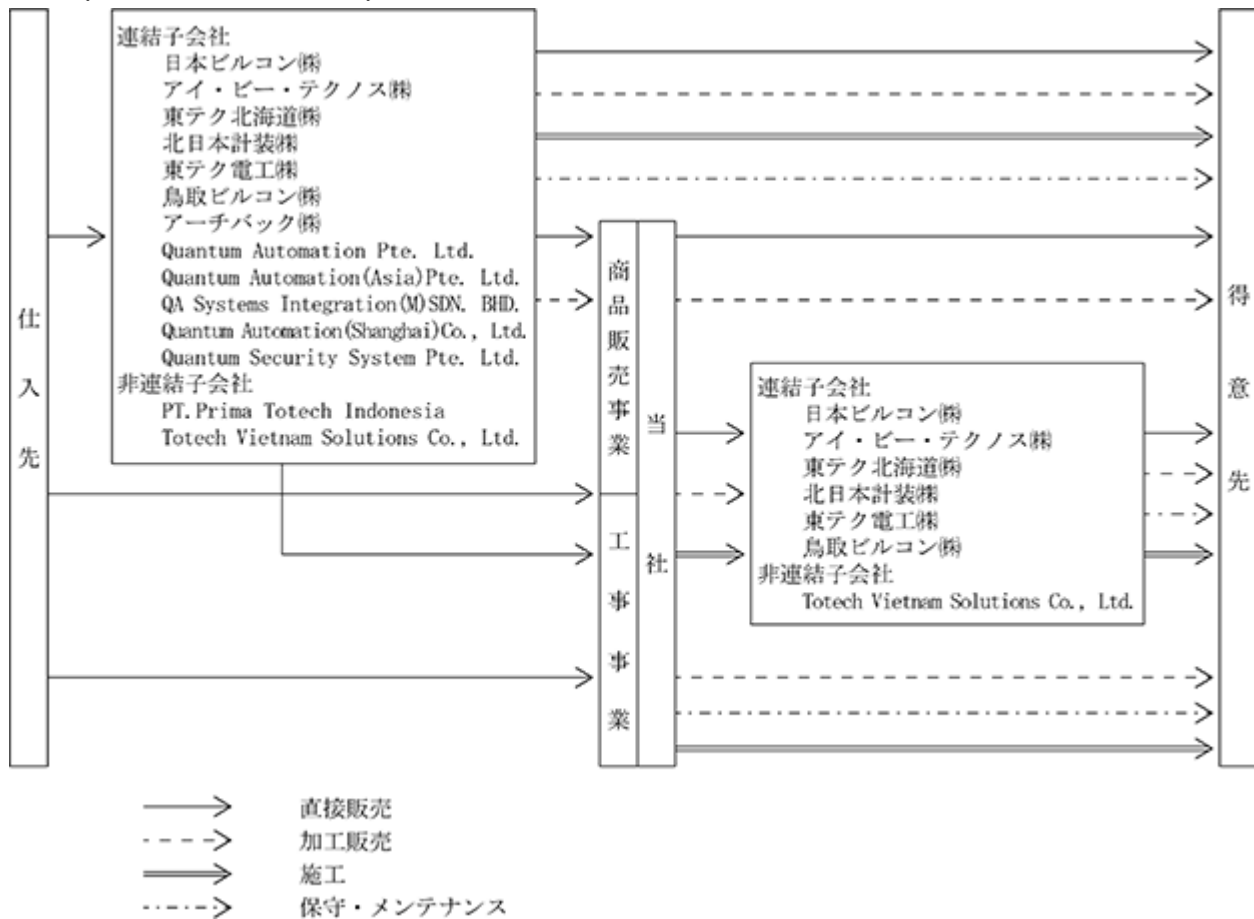 連結子会社
日本ビルコン㈱
アイ・ビー・テクノス㈱
東テク北海道㈱
北日本計装㈱
東テク電工㈱
鳥取ビルコン㈱
アーチバック㈱
Quantum Automation Pte. Ltd.
Quantum Automation(Asia)Pte. Ltd.
QA Systems Integration(M)SDN. BHD.
Quantum Automation(Shanghai)Co., Ltd.
Quantum Security System Pte. Ltd.
非連結子会社
PT.Prima Totech Indonesia
Totech Vietnam Solutions Co., Ltd.
仕入先
商品販売事業
工事事業
当社
連結子会社
日本ビルコン㈱
アイ・ビー・テクノス㈱
東テク北海道㈱
北日本計装㈱
東テク電工㈱
鳥取ビルコン㈱
非連結子会社
Totech Vietnam Solutions Co., Ltd.
得意先
直接販売
加工販売
施工
保守・メンテナンス